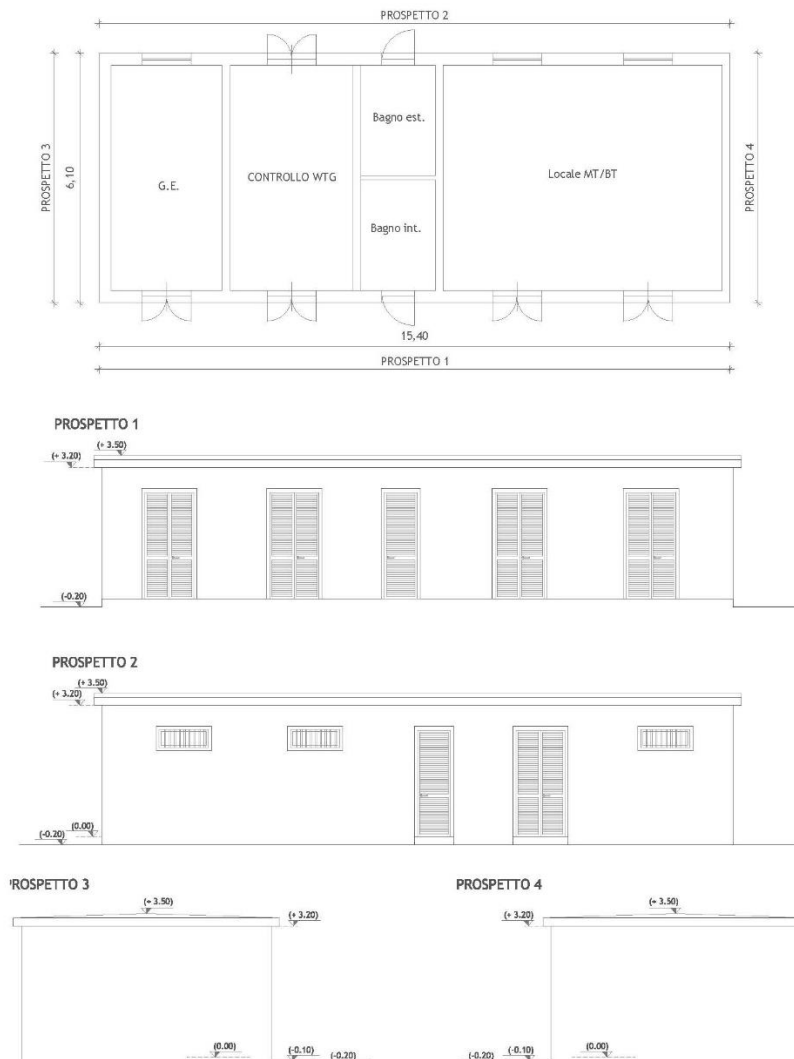 PROSPETTO 2
PROSPETTO 3
6,10
G.E.
CONTROLLO WTG
Bagno est.
Bagno int.
Locale MT/BT
PROSPETTO 4
15,40
PROSPETTO 1
PROSPETTO 1
(+ 3.50)
(+ 3.20)
(-0.20)
PROSPETTO 2
(+ 3.50)
(+ 3.20)
(0.00)
(-0.20)
'ROSPETTO 3
(+ 3.50)
(+ 3.20)
(0.00)
(-0.10)
(-0.20)
PROSPETTO 4
(+ 3.50)
(+ 3.20)
(-0.20)
(-0.10)
(0.00)